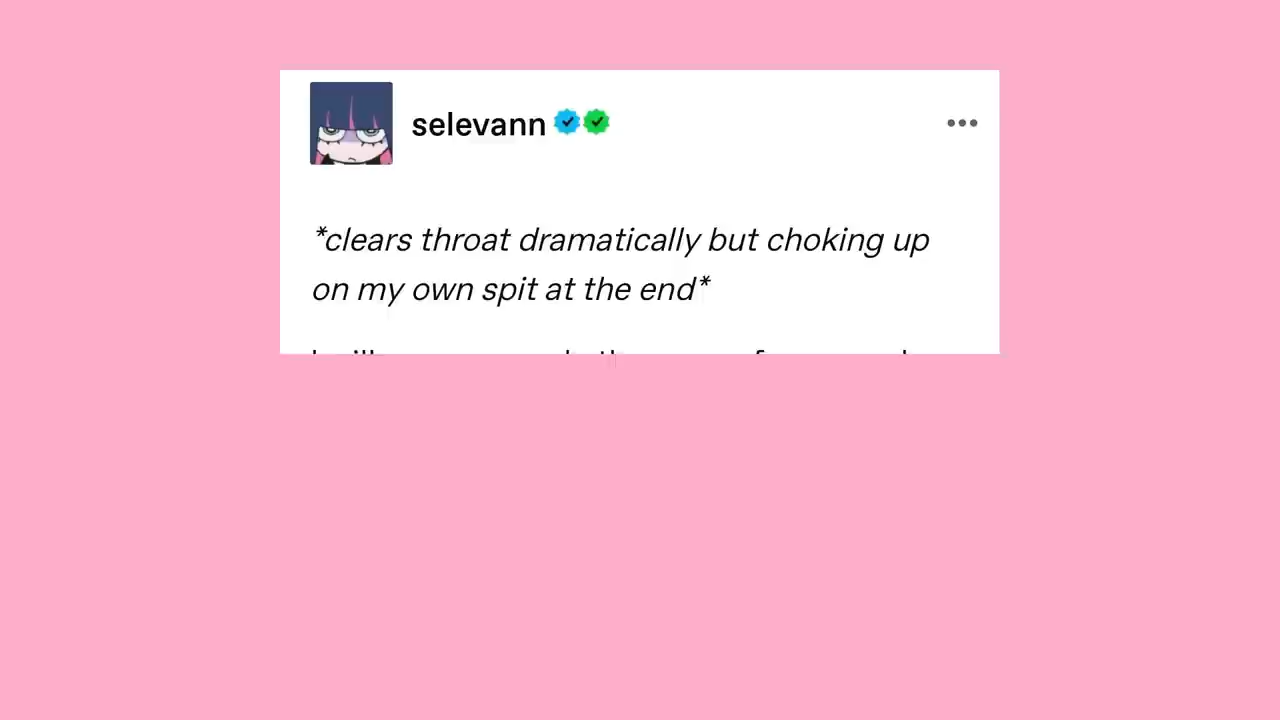 selevann
*clears throat dramatically but choking up
on my own spit at the end*